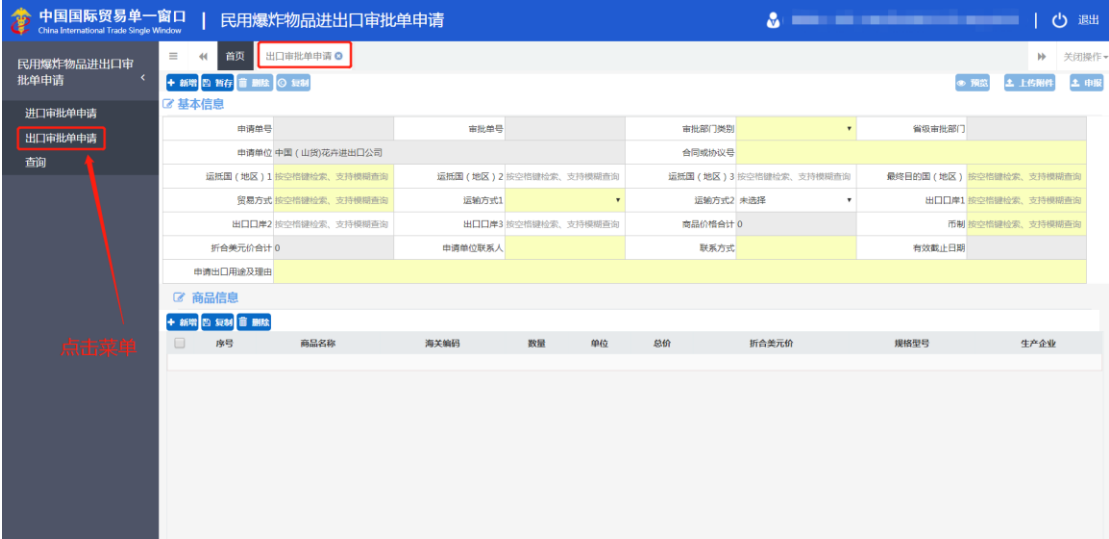 中国国际贸易单一窗口 | 民用爆炸物品进出口审批单申请 退出
China International Trade Single Window
民用爆炸物品进出口审批单申请
首页 出口审批单申请 关闭操作
进口审批单申请
出口审批单申请
查询
点击菜单
新增 暂存 删除 复制 预览 上传附件 申报
基本信息
申请单号 审批单号 审批部门类别 省级审批部门
申请单位 中国(山货)花卉进出口公司 合同或协议号
运抵国(地区)1 按空格键检索、支持模糊查询 运抵国(地区)2 按空格键检索、支持模糊查询 运抵国(地区)3 按空格键检索、支持模糊查询 最终目的国(地区) 按空格键检索、支持模糊查询
贸易方式 按空格键检索、支持模糊查询 运输方式1 运输方式2 未选择 出口口岸1 按空格键检索、支持模糊查询
出口口岸2 按空格键检索、支持模糊查询 出口口岸3 按空格键检索、支持模糊查询 商品价格合计 0 币制 按空格键检索、支持模糊查询
折合美元价合计 0 申请单位联系人 联系方式 有效截止日期
申请出口用途及理由
商品信息
新增 复制 删除
序号 商品名称 海关编码 数量 单位 总价 折合美元价 规格型号 生产企业